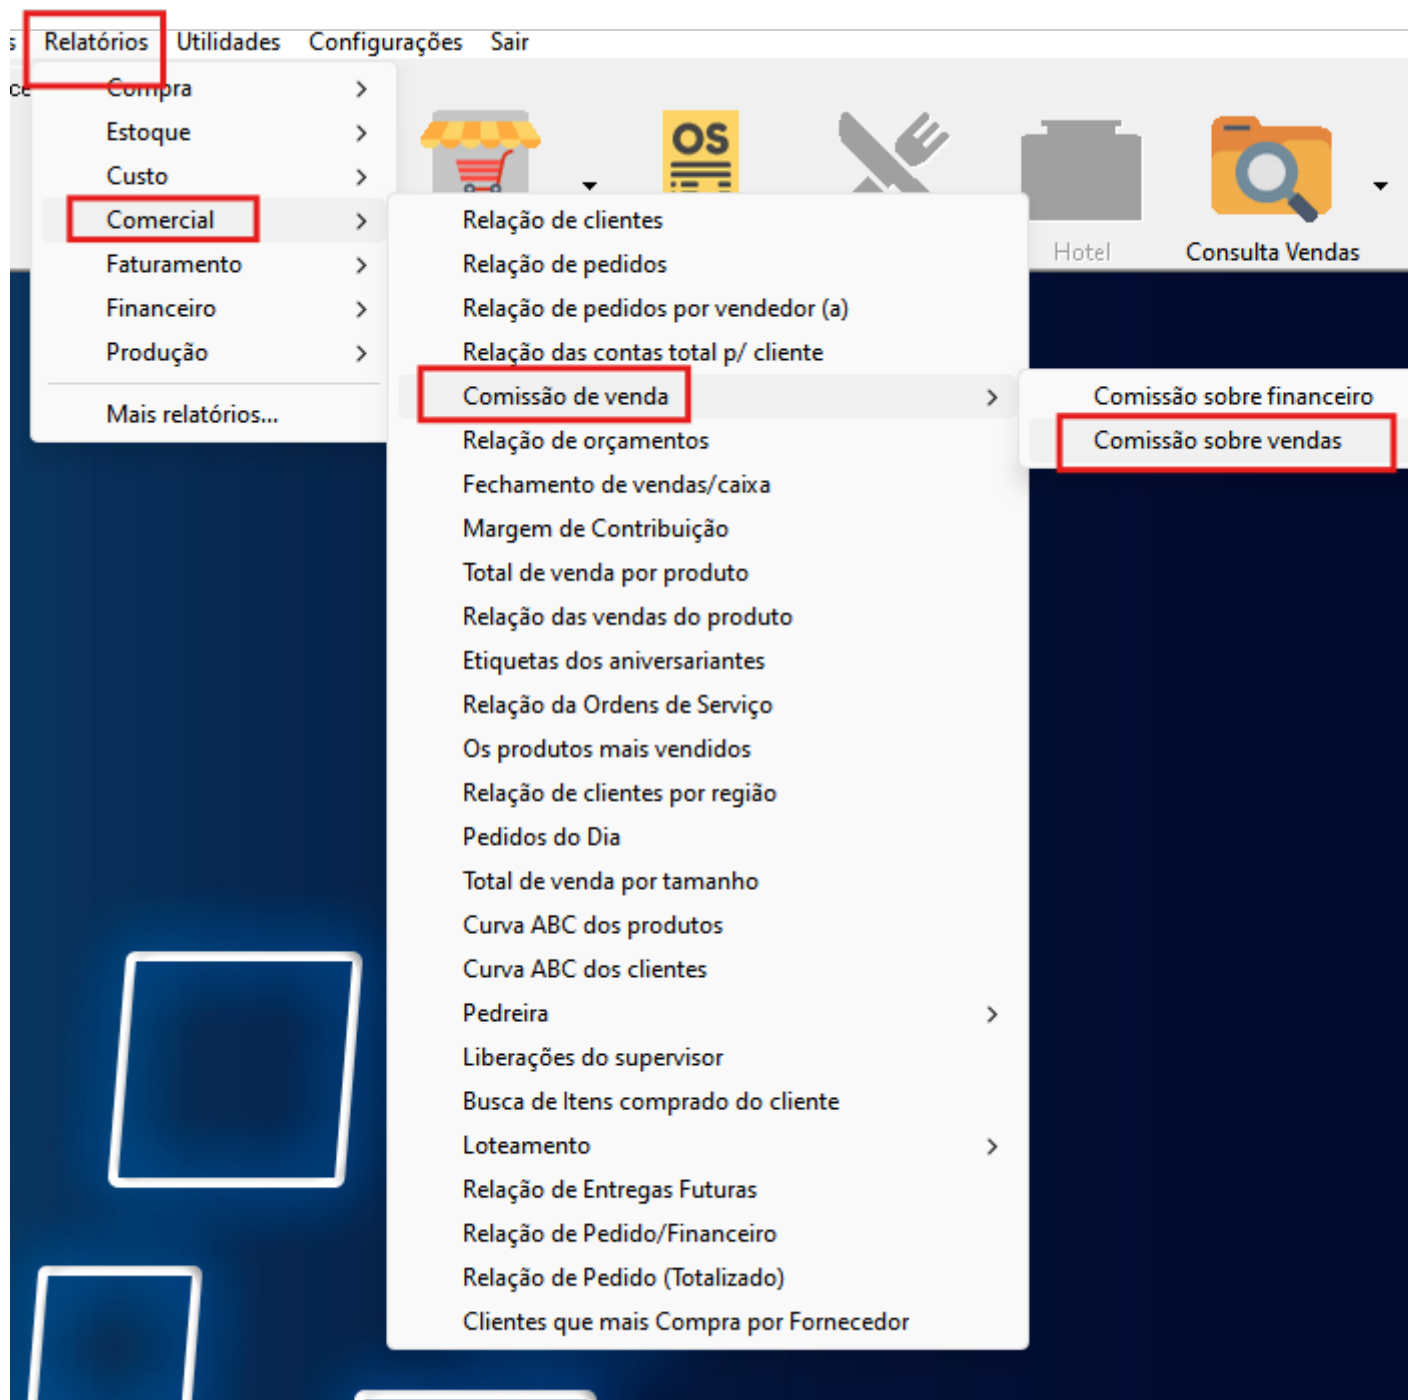 s Relatórios Utilidades Configurações Sair
ce
Compra
Estoque
Custo
Comercial
Faturamento
Financeiro
Produção
Mais relatórios...
OS
Hotel
Consulta Vendas
Relação de clientes
Relação de pedidos
Relação de pedidos por vendedor (a)
Relação das contas total p/ cliente
Comissão de venda
Relação de orçamentos
Fechamento de vendas/caixa
Margem de Contribuição
Total de venda por produto
Relação das vendas do produto
Etiquetas dos aniversariantes
Relação da Ordens de Serviço
Os produtos mais vendidos
Relação de clientes por região
Pedidos do Dia
Total de venda por tamanho
Curva ABC dos produtos
Curva ABC dos clientes
Pedreira
Liberações do supervisor
Busca de Itens comprado do cliente
Loteamento
Relação de Entregas Futuras
Relação de Pedido/Financeiro
Relação de Pedido (Totalizado)
Clientes que mais Compra por Fornecedor
Comissão sobre financeiro
Comissão sobre vendas